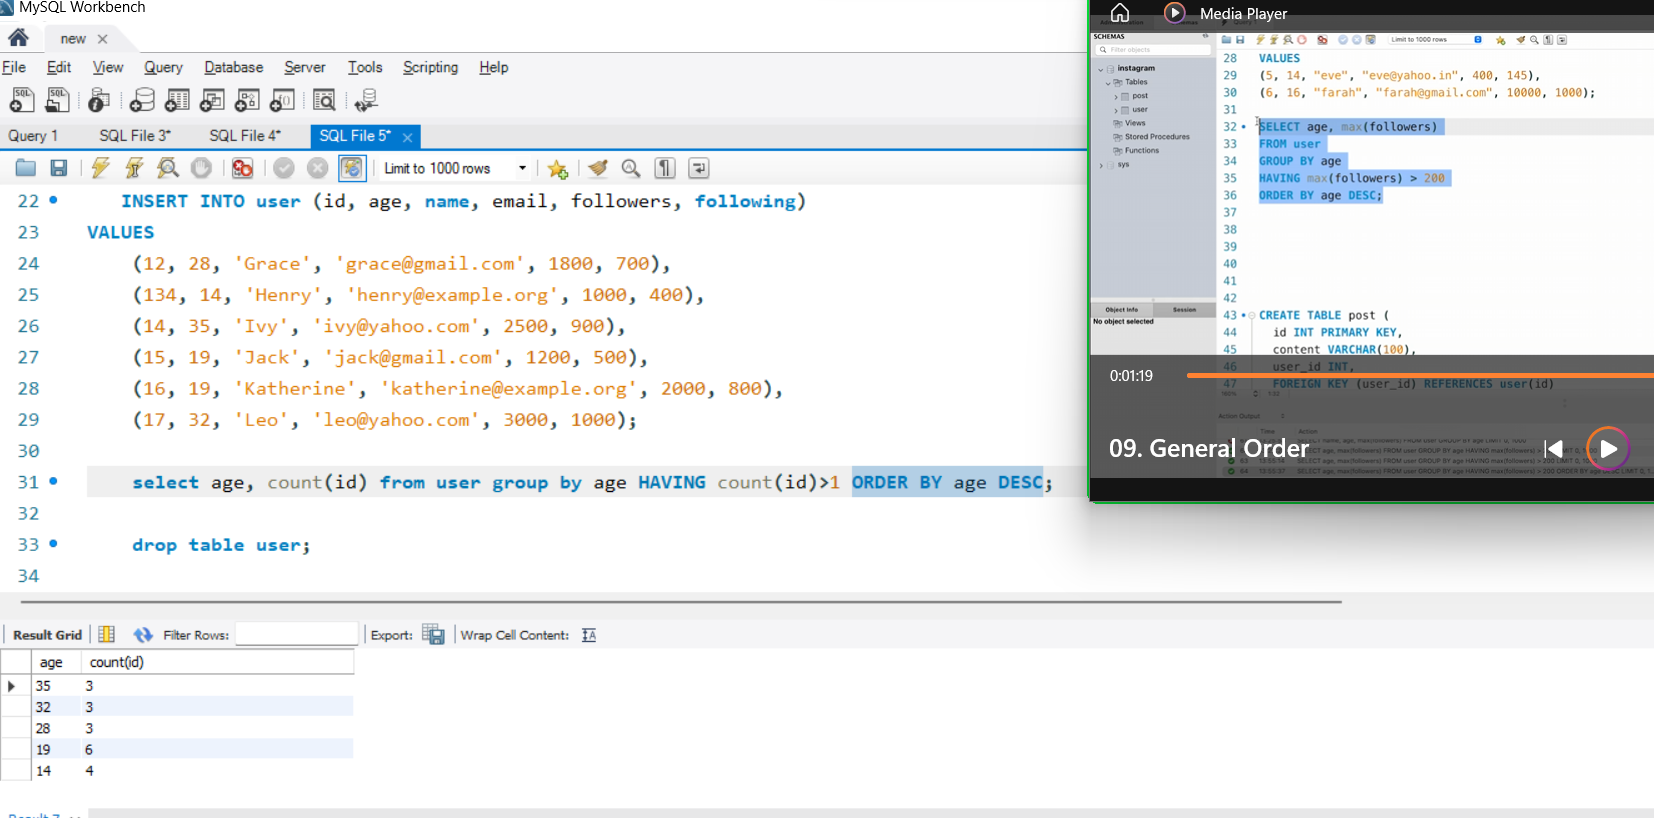 MySQL Workbench
new
File Edit View Query Database Server Tools Scripting Help
Query 1 SQL File 3* SQL File 4* SQL File 5*
Limit to 1000 rows
22 INSERT INTO user (id, age, name, email, followers, following)
23 VALUES
24 (12, 28, 'Grace', 'grace@gmail.com', 1800, 700),
25 (134, 14, 'Henry', 'henry@example.org', 1000, 400),
26 (14, 35, 'Ivy', 'ivy@yahoo.com', 2500, 900),
27 (15, 19, 'Jack', 'jack@gmail.com', 1200, 500),
28 (16, 19, 'Katherine', 'katherine@example.org', 2000, 800),
29 (17, 32, 'Leo', 'leo@yahoo.com', 3000, 1000);
30
31 select age, count(id) from user group by age HAVING count(id)>1 ORDER BY age DESC;
32
33 drop table user;
34
Result Grid Filter Rows: Export: Wrap Cell Content:
age count(id)
35 3
32 3
28 3
19 6
14 4
Media Player
SCHEMAS
Filter objects
instagram
Tables
post
user
Views
Stored Procedures
Functions
sys
Object Info Session
No object selected
Limit to 1000 rows
28 VALUES
29 (5, 14, "eve", "eve@yahoo.in", 400, 145),
30 (6, 16, "farah", "farah@gmail.com", 10000, 1000);
31
32 SELECT age, max(followers)
33 FROM user
34 GROUP BY age
35 HAVING max(followers) > 200
36 ORDER BY age DESC;
37
38
39
40
41
42
43 CREATE TABLE post (
44 id INT PRIMARY KEY,
45 content VARCHAR(100),
46 user_id INT,
47 FOREIGN KEY (user_id) REFERENCES user(id)
0:01:19
Action Output
Time Action
09. General Order